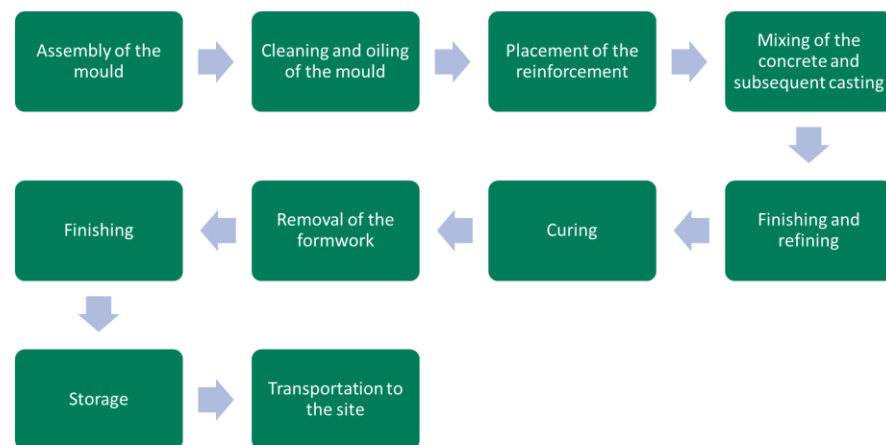 Assembly of the
mould
Cleaning and oiling
of the mould
Placement of the
reinforcement
Mixing of the
concrete and
subsequent casting
Finishing and
refining
Curing
Removal of the
formwork
Finishing
Storage
Transportation to
the site